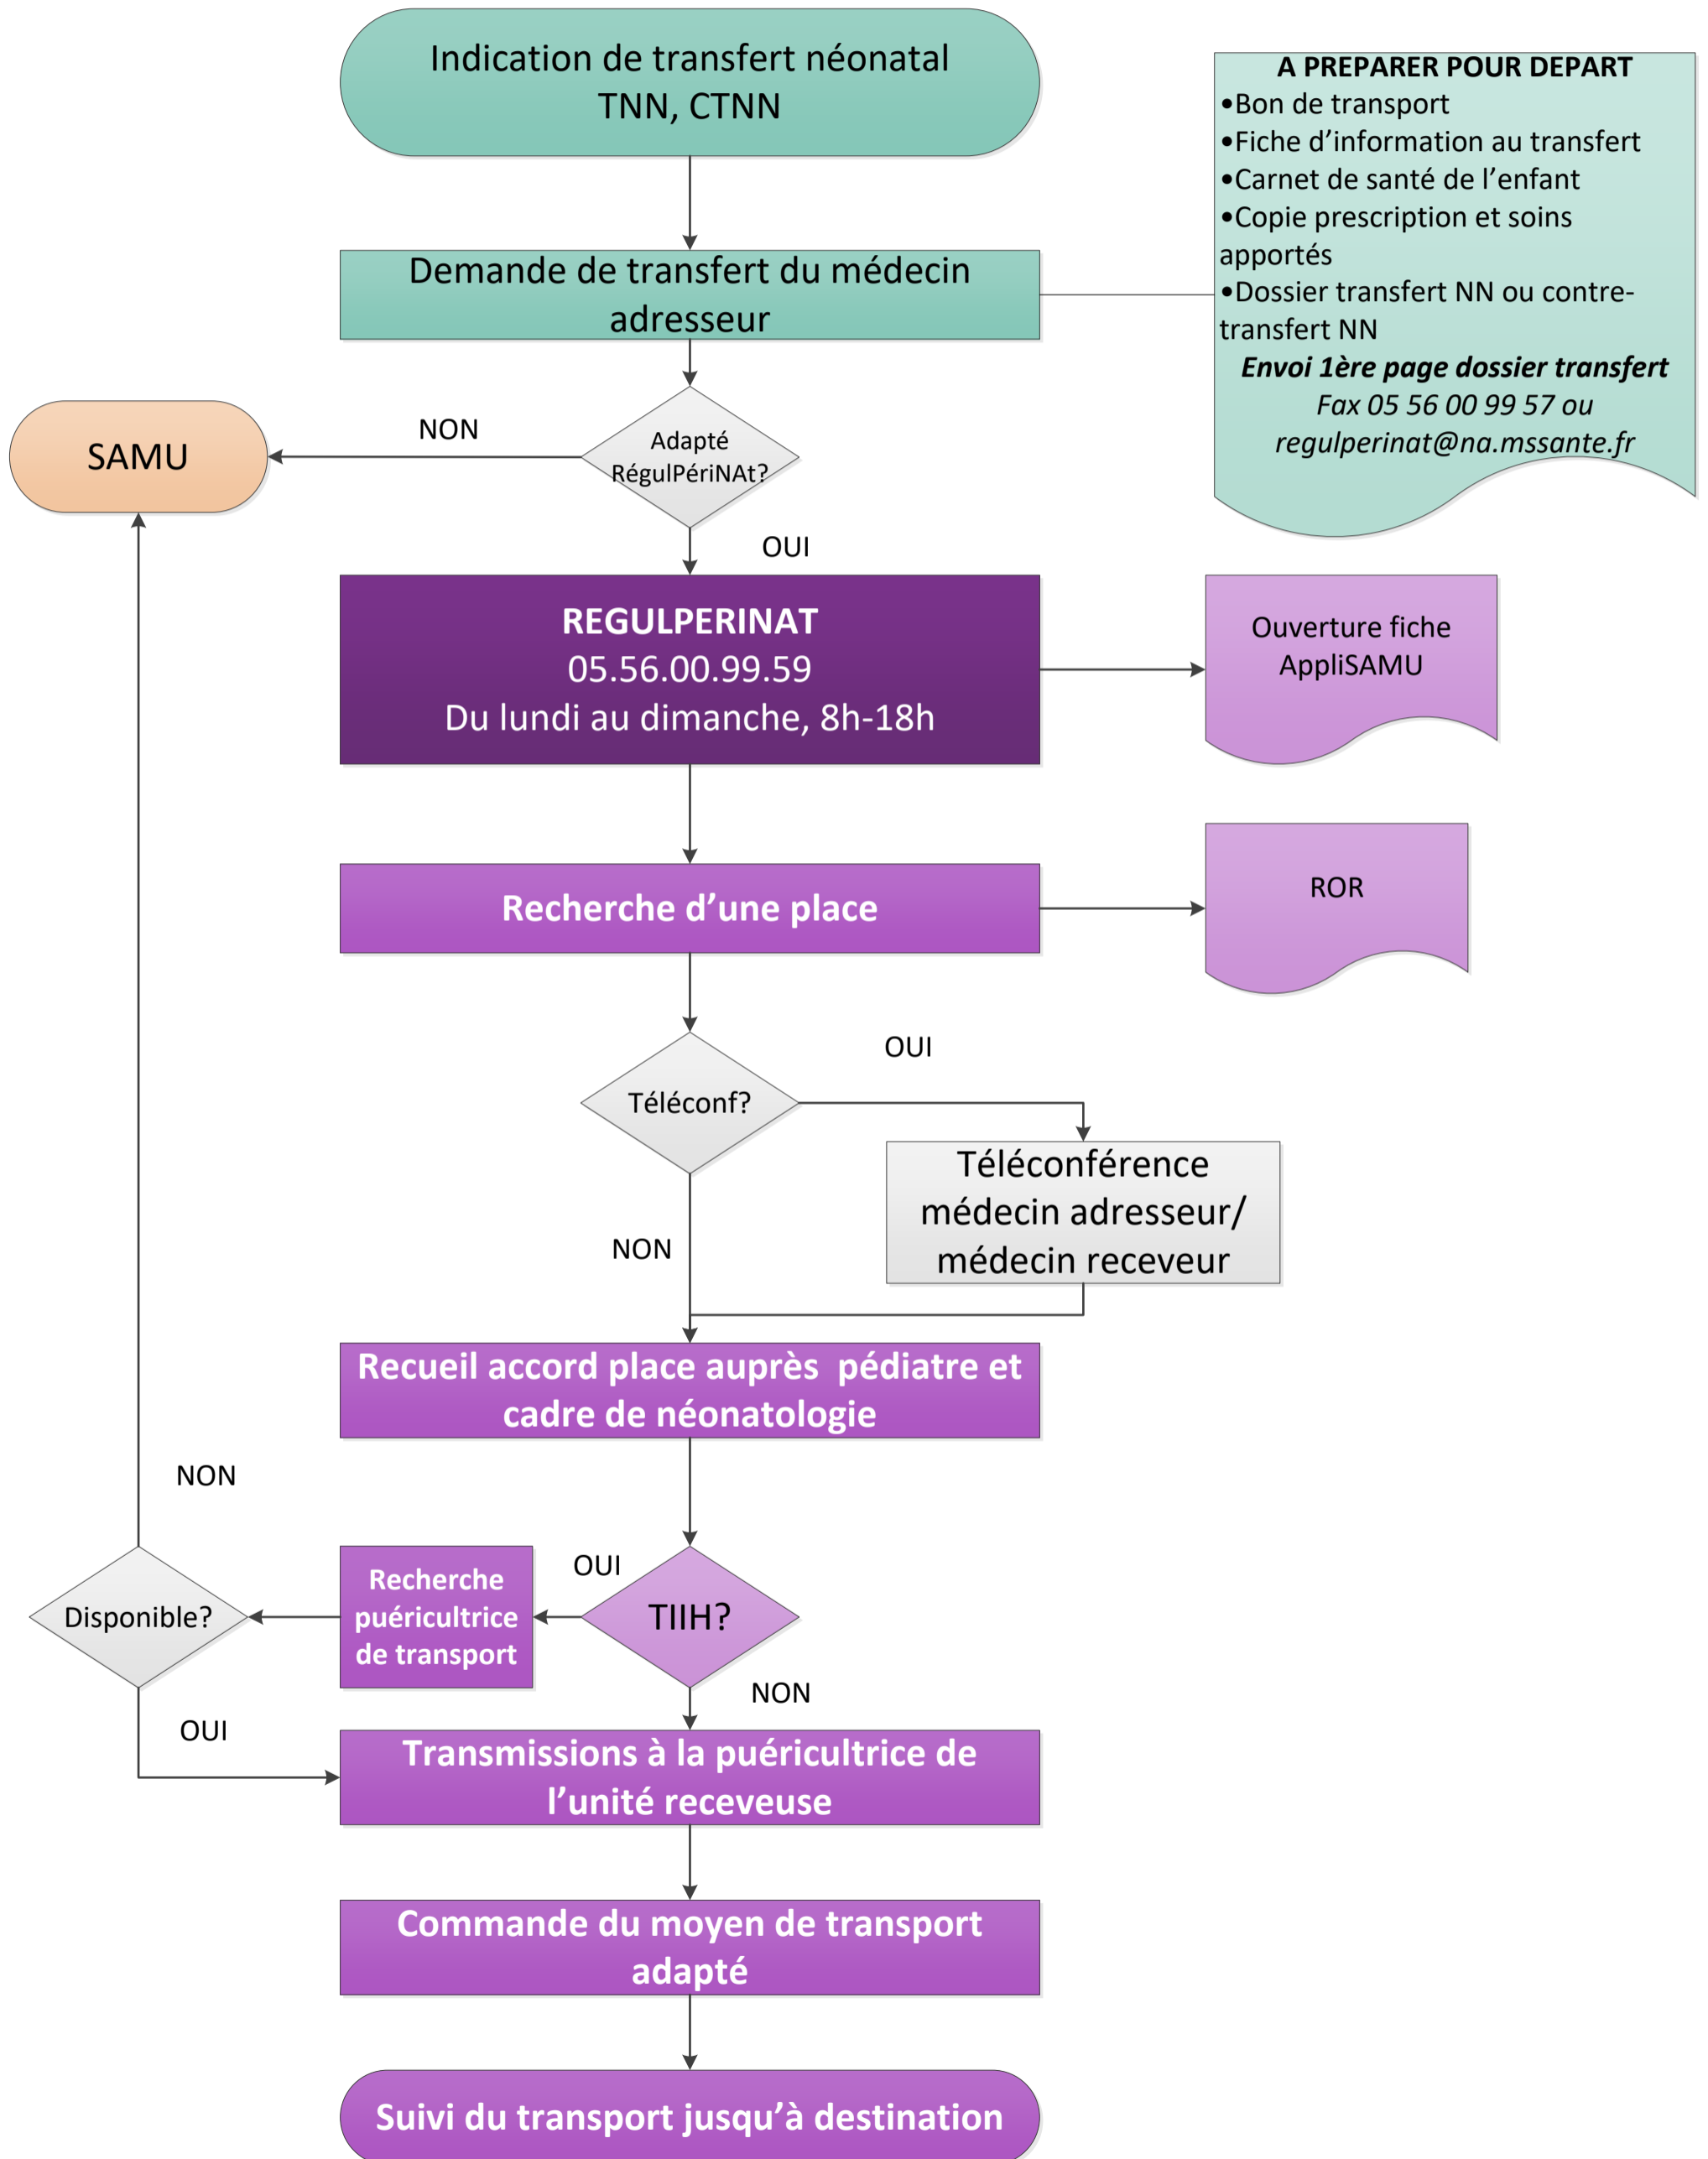 Indication de transfert néonatal
TNN, CTNN
A PREPARER POUR DEPART
•Bon de transport
•Fiche d’information au transfert
•Carnet de santé de l’enfant
•Copie prescription et soins
apportés
•Dossier transfert NN ou contre-
transfert NN
Envoi 1ère page dossier transfert
Fax 05 56 00 99 57 ou
regulperinat@na.mssante.fr
Demande de transfert du médecin
adresseur
SAMU
NON
Adapté
RégulPériNAt?
OUI
REGULPERINAT
05.56.00.99.59
Du lundi au dimanche, 8h-18h
Ouverture fiche
AppliSAMU
Recherche d’une place
ROR
Téléconf?
OUI
Téléconférence
médecin adresseur/
médecin receveur
NON
Recueil accord place auprès  pédiatre et
cadre de néonatologie
NON
Disponible?
Recherche
puéricultrice
de transport
OUI
TIIH?
NON
OUI
Transmissions à la puéricultrice de
l’unité receveuse
Commande du moyen de transport
adapté
Suivi du transport jusqu’à destination